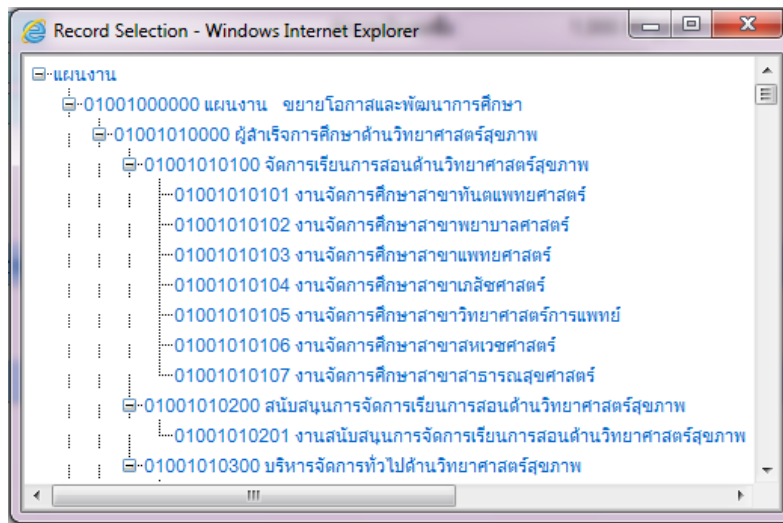 Record Selection - Windows Internet Explorer
แผนงาน
01001000000 แผนงาน ขยายโอกาสและพัฒนาการศึกษา
01001010000 ผู้สำเร็จการศึกษาด้านวิทยาศาสตร์สุขภาพ
01001010100 จัดการเรียนการสอนด้านวิทยาศาสตร์สุขภาพ
01001010101 งานจัดการศึกษาสาขาทันตแพทยศาสตร์
01001010102 งานจัดการศึกษาสาขาพยาบาลศาสตร์
01001010103 งานจัดการศึกษาสาขาแพทยศาสตร์
01001010104 งานจัดการศึกษาสาขาเภสัชศาสตร์
01001010105 งานจัดการศึกษาสาขาวิทยาศาสตร์การแพทย์
01001010106 งานจัดการศึกษาสาขาสหเวชศาสตร์
01001010107 งานจัดการศึกษาสาขาสาธารณสุขศาสตร์
01001010200 สนับสนุนการจัดการเรียนการสอนด้านวิทยาศาสตร์สุขภาพ
01001010201 งานสนับสนุนการจัดการเรียนการสอนด้านวิทยาศาสตร์สุขภาพ
01001010300 บริหารจัดการทั่วไปด้านวิทยาศาสตร์สุขภาพ